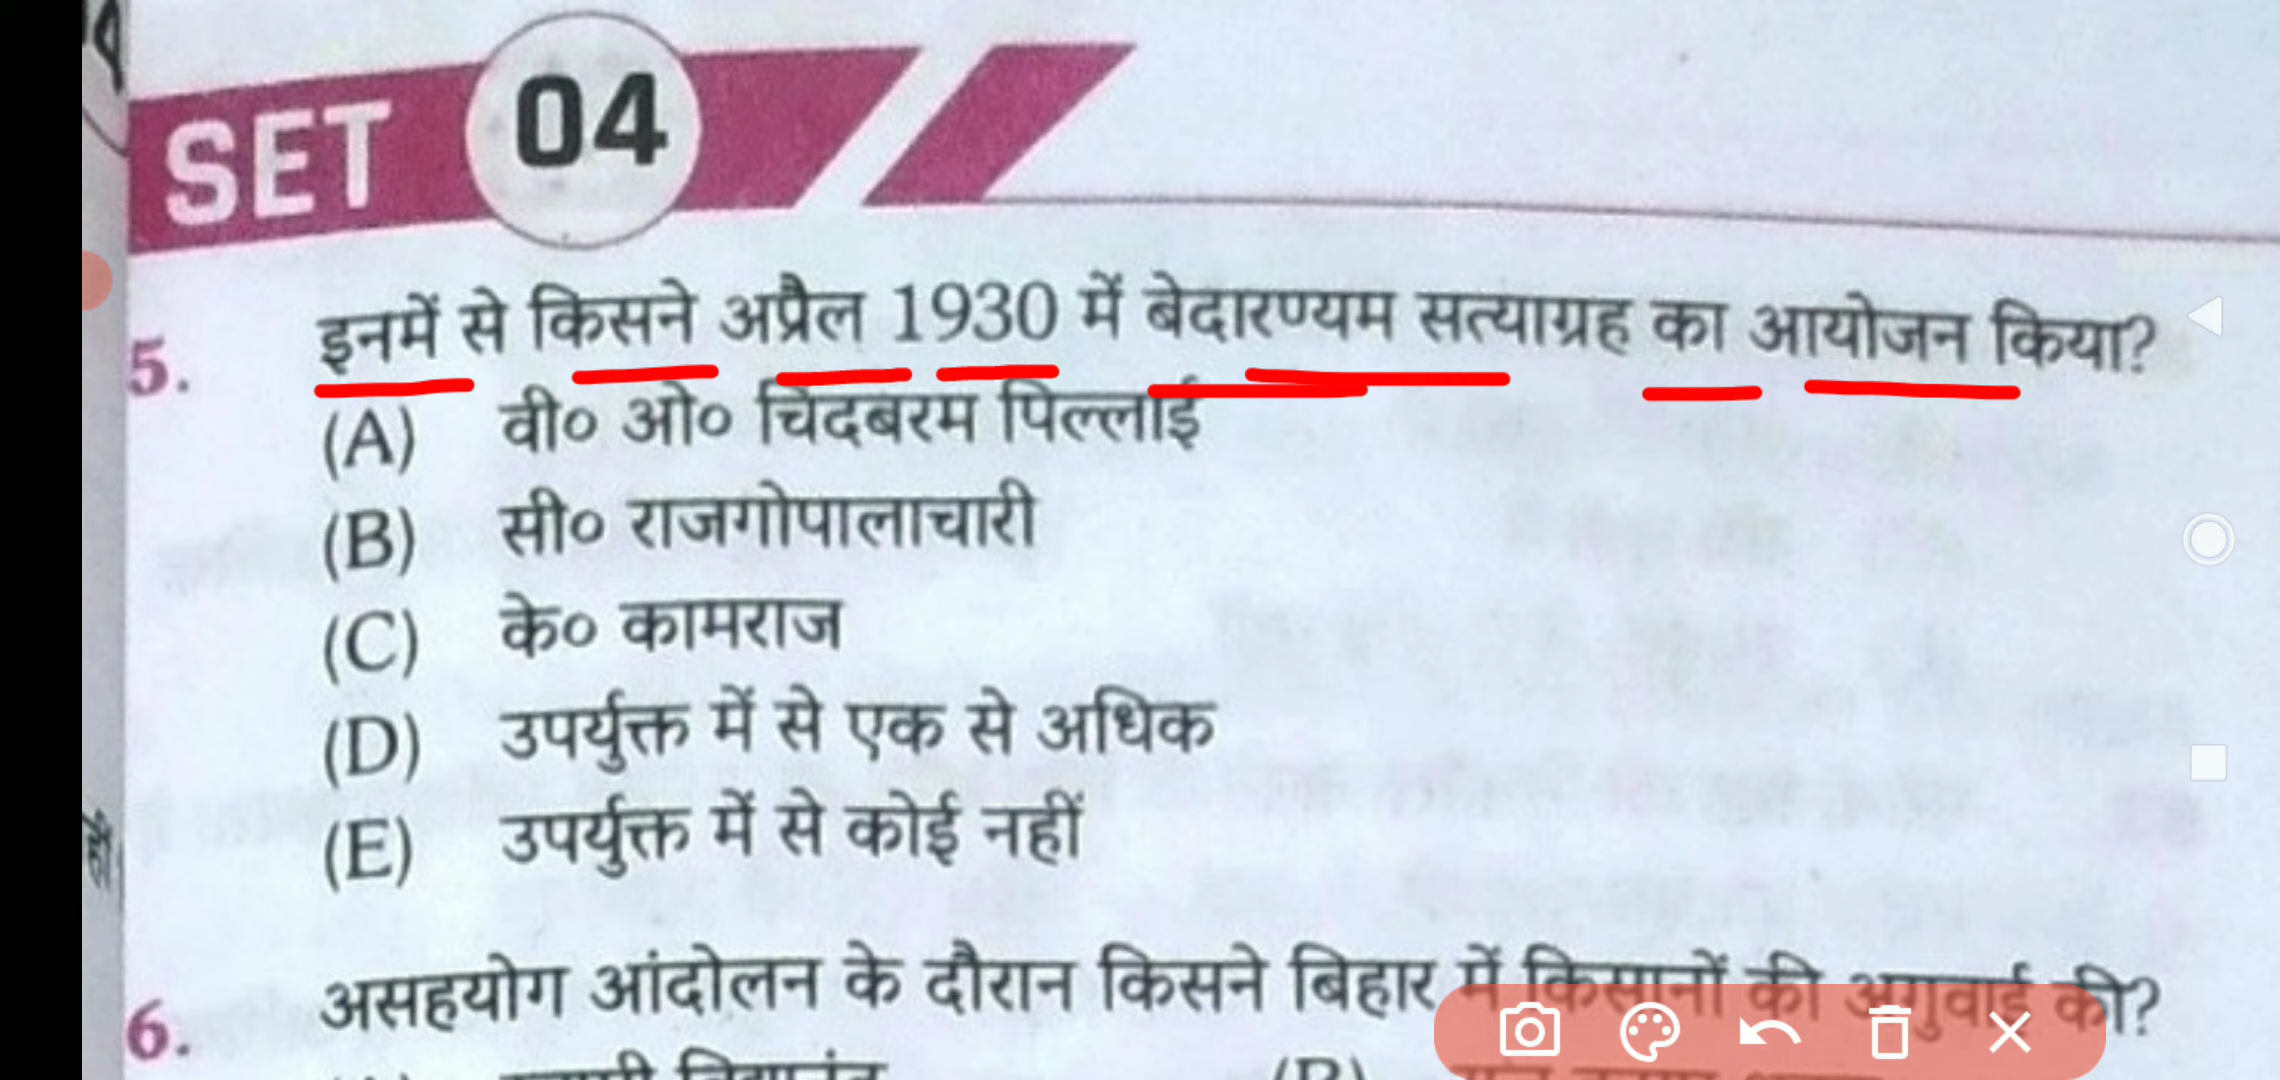 SET 04
5. इनमें से किसने अप्रैल 1930 में बेदारण्यम सत्याग्रह का आयोजन किया?
(A) वी० ओ० चिदबरम पिल्लाई
(B) सी० राजगोपालाचारी
(C) के० कामराज
(D) उपर्युक्त में से एक से अधिक
(E) उपर्युक्त में से कोई नहीं
6. असहयोग आंदोलन के दौरान किसने बिहार में किसानों की अगुवाई की?
(B)